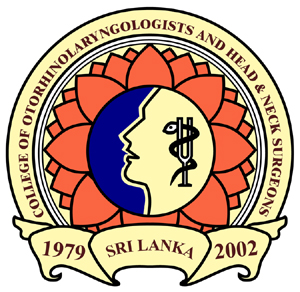 COLLEGE OF OTORHINOLARYNGOLOGISTS AND HEAD & NECK SURGEONS
1979 SRI LANKA 2002